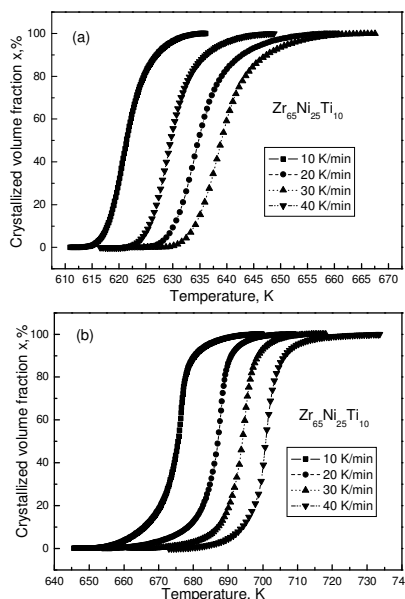 (a)
Crystallized volume fraction x,%
100
80
60
40
20
0
Zr65Ni25Ti10
10 K/min
20 K/min
30 K/min
40 K/min
610 615 620 625 630 635 640 645 650 655 660 665 670
Temperature, K
(b)
Crystallized volume fraction x,%
100
80
60
40
20
0
Zr65Ni25Ti10
10 K/min
20 K/min
30 K/min
40 K/min
640 650 660 670 680 690 700 710 720 730 74
Temperature, K